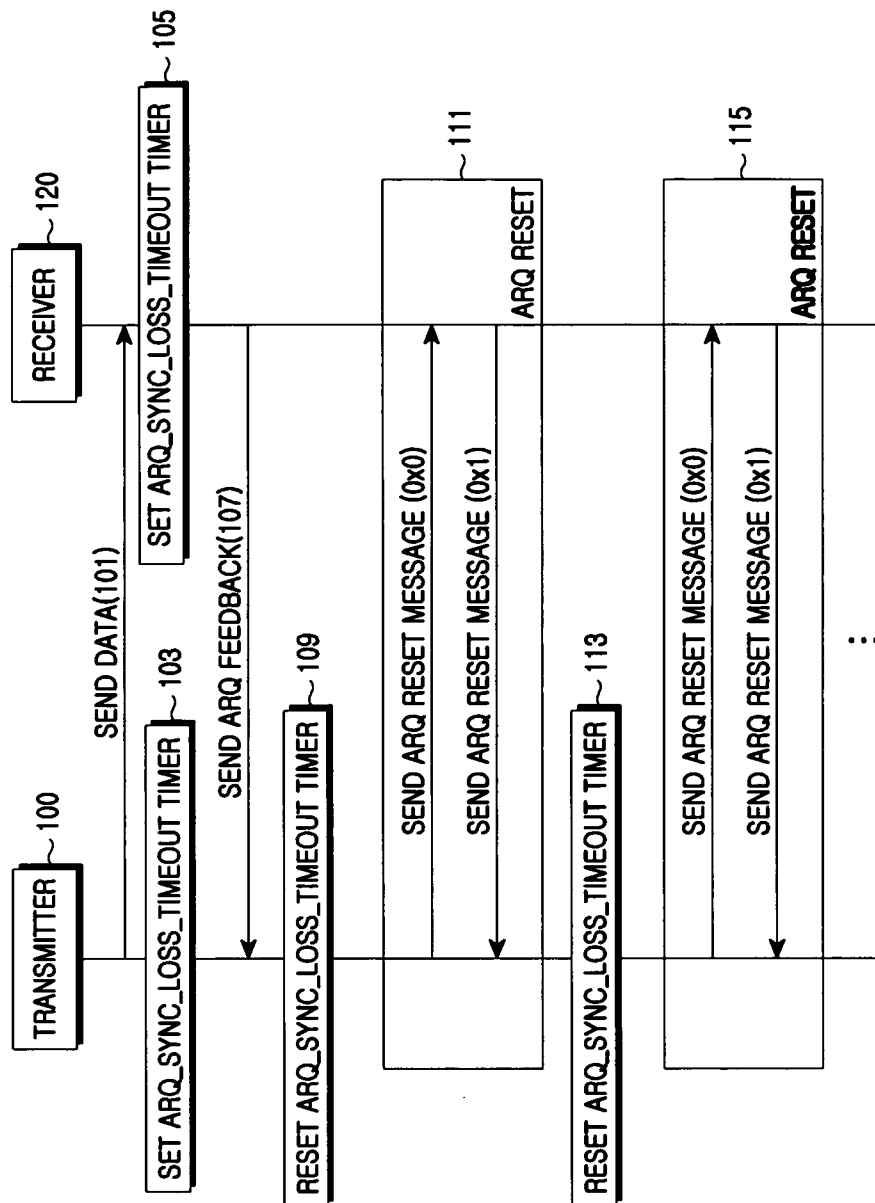 TRANSMITTER
100
RECEIVER
120
SEND DATA(101)
SET ARQ_SYNC_LOSS_TIMEOUT TIMER
103
SET ARQ_SYNC_LOSS_TIMEOUT TIMER
105
SEND ARQ FEEDBACK(107)
RESET ARQ_SYNC_LOSS_TIMEOUT TIMER
109
111
SEND ARQ RESET MESSAGE (0x0)
SEND ARQ RESET MESSAGE (0x1)
ARQ RESET
RESET ARQ_SYNC_LOSS_TIMEOUT TIMER
113
115
SEND ARQ RESET MESSAGE (0x0)
SEND ARQ RESET MESSAGE (0x1)
ARQ RESET
...